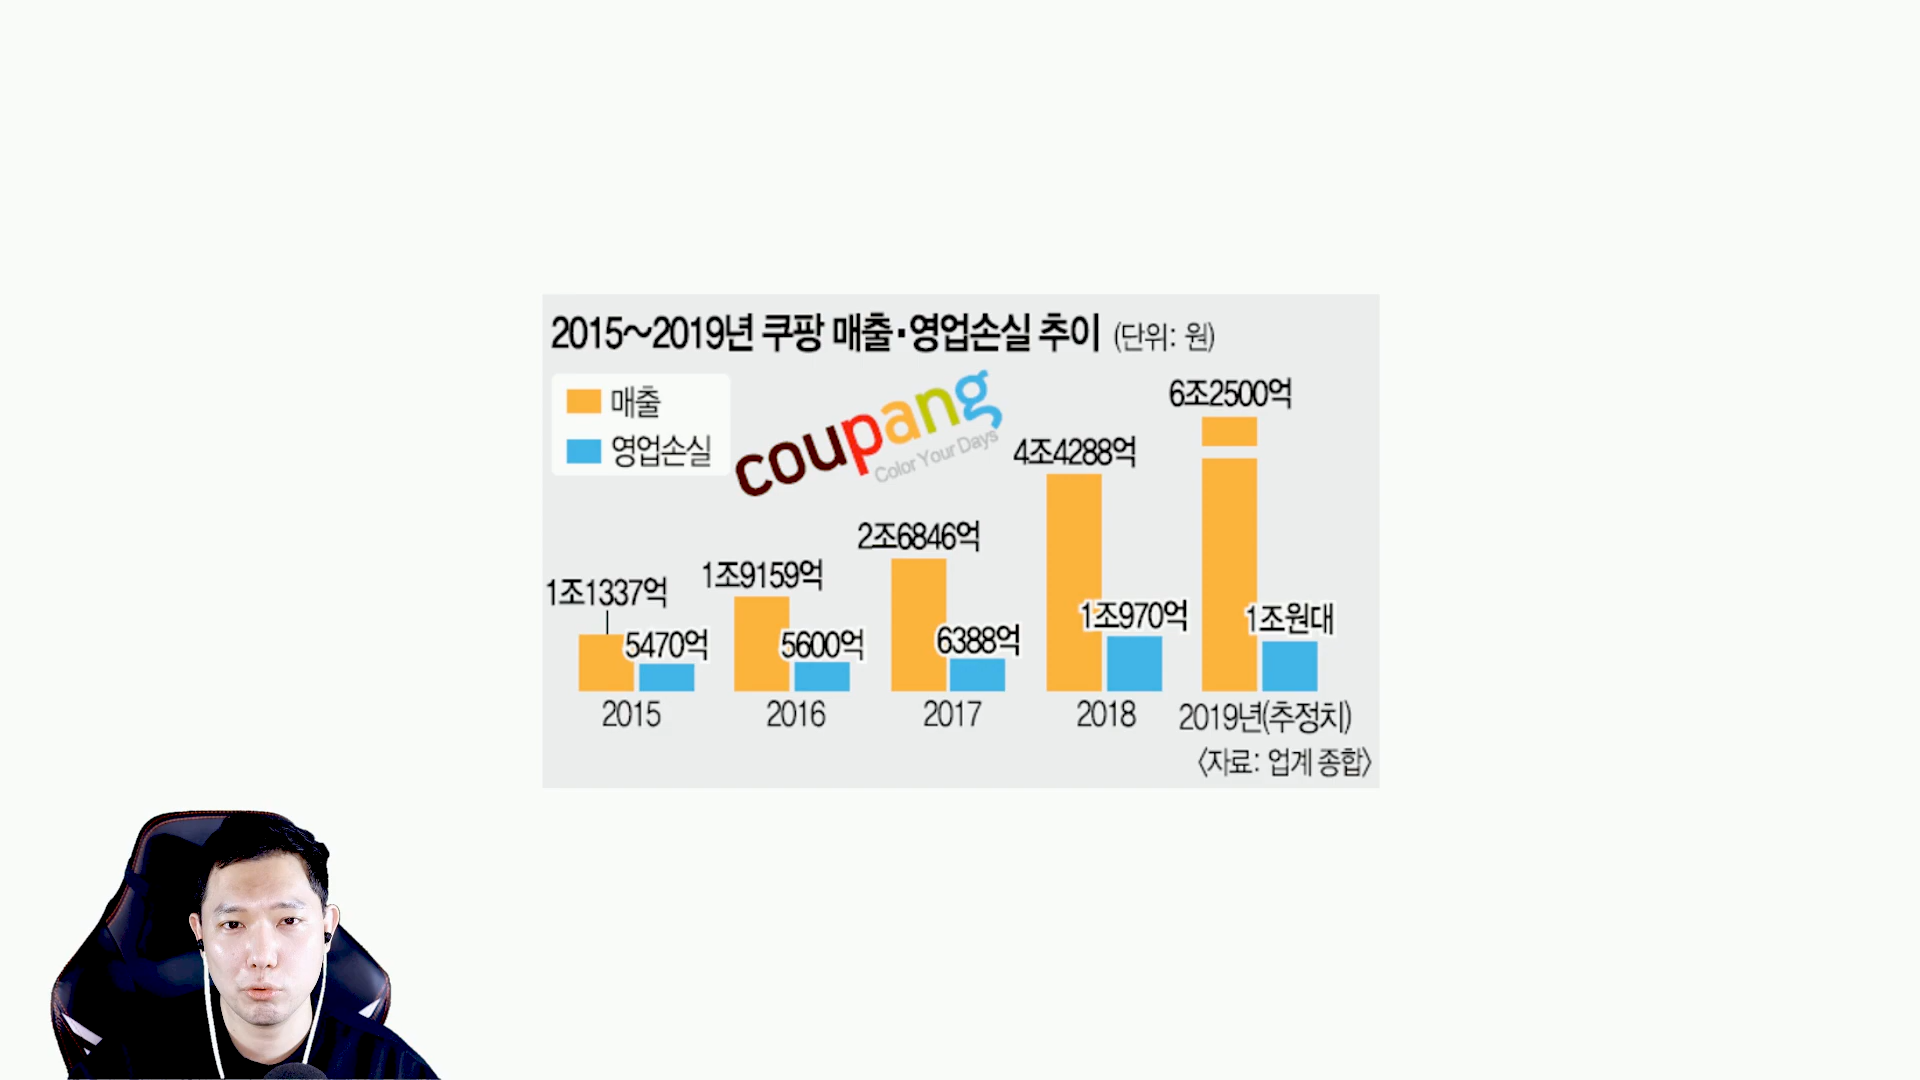 2015~2019년 쿠팡 매출·영업손실 추이 (단위: 원)
매출
영업손실
coupang
Color Your Days
1조1337억
5470억
1조9159억
5600억
2조6846억
6388억
4조4288억
1조970억
6조2500억
1조원대
2015
2016
2017
2018
2019년(추정치)
〈자료: 업계 종합〉